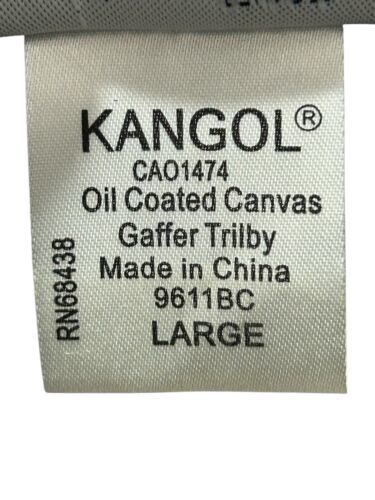 KANGOL®
CAO1474
Oil Coated Canvas
Gaffer Trilby
Made in China
9611BC
LARGE
RN68438